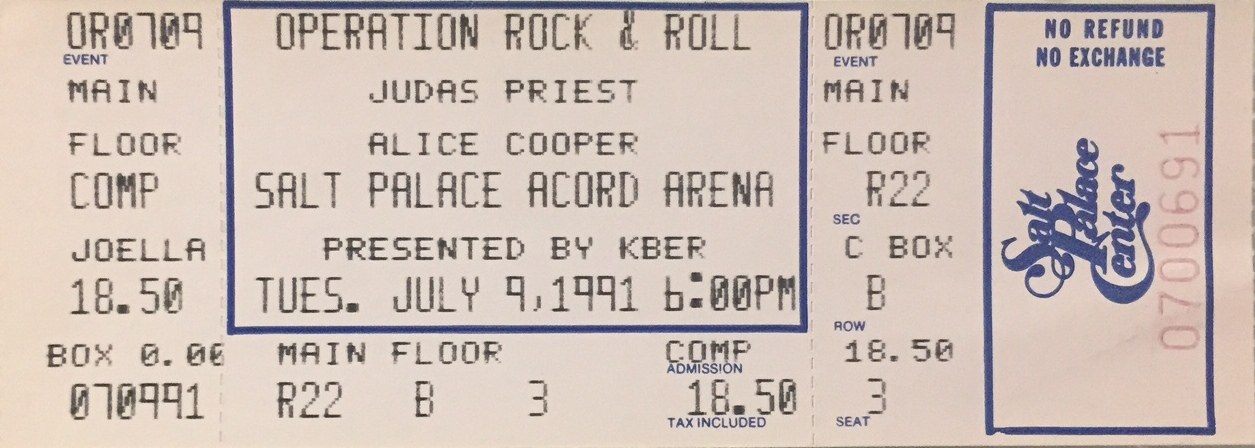 OR0709
EVENT
MAIN
FLOOR
COMP
JOELLA
18.50
BOX 0.00
070991
OPERATION ROCK & ROLL
JUDAS PRIEST
ALICE COOPER
SALT PALACE ACORD ARENA
PRESENTED BY KBER
TUES. JULY 9,1991 6:00PM
MAIN FLOOR COMP
ADMISSION
R22 B 3 18.50
TAX INCLUDED
OR0709
EVENT
MAIN
FLOOR
R22
SEC
C BOX
B
ROW
18.50
3
SEAT
NO REFUND
NO EXCHANGE
Salt
Palace
Center
0700691